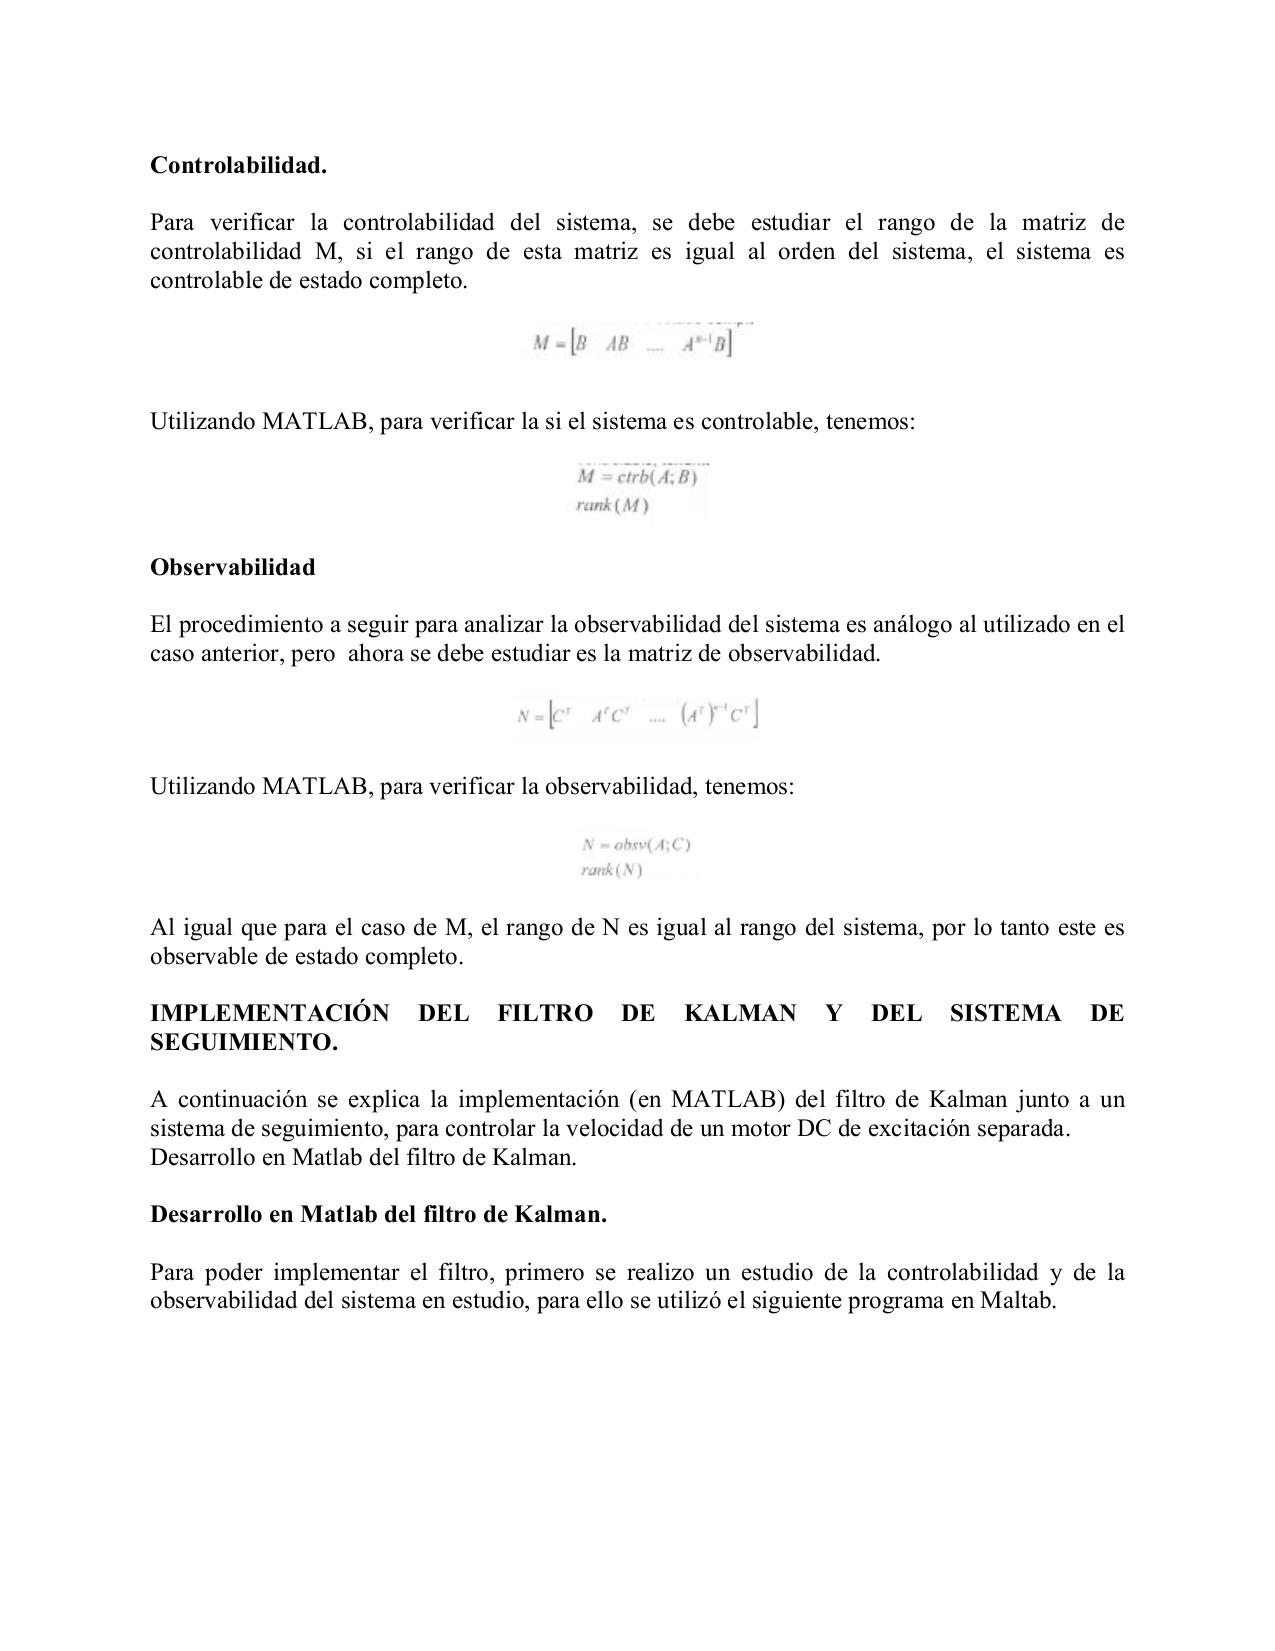 Controlabilidad.
Para verificar la controlabilidad del sistema, se debe estudiar el rango de la matriz de
controlabilidad M, si el rango de esta matriz es igual al orden del sistema, el sistema es
controlable de estado completo.
M = [B AB .... Aⁿ⁻¹B]
Utilizando MATLAB, para verificar la si el sistema es controlable, tenemos:
M = ctrb(A;B)
rank(M)
Observabilidad
El procedimiento a seguir para analizar la observabilidad del sistema es análogo al utilizado en el
caso anterior, pero ahora se debe estudiar es la matriz de observabilidad.
N = [Cᵀ AᵀCᵀ .... (Aᵀ)ⁿ⁻¹Cᵀ]
Utilizando MATLAB, para verificar la observabilidad, tenemos:
N = obsv(A;C)
rank(N)
Al igual que para el caso de M, el rango de N es igual al rango del sistema, por lo tanto este es
observable de estado completo.
IMPLEMENTACIÓN DEL FILTRO DE KALMAN Y DEL SISTEMA DE
SEGUIMIENTO.
A continuación se explica la implementación (en MATLAB) del filtro de Kalman junto a un
sistema de seguimiento, para controlar la velocidad de un motor DC de excitación separada.
Desarrollo en Matlab del filtro de Kalman.
Desarrollo en Matlab del filtro de Kalman.
Para poder implementar el filtro, primero se realizo un estudio de la controlabilidad y de la
observabilidad del sistema en estudio, para ello se utilizó el siguiente programa en Maltab.